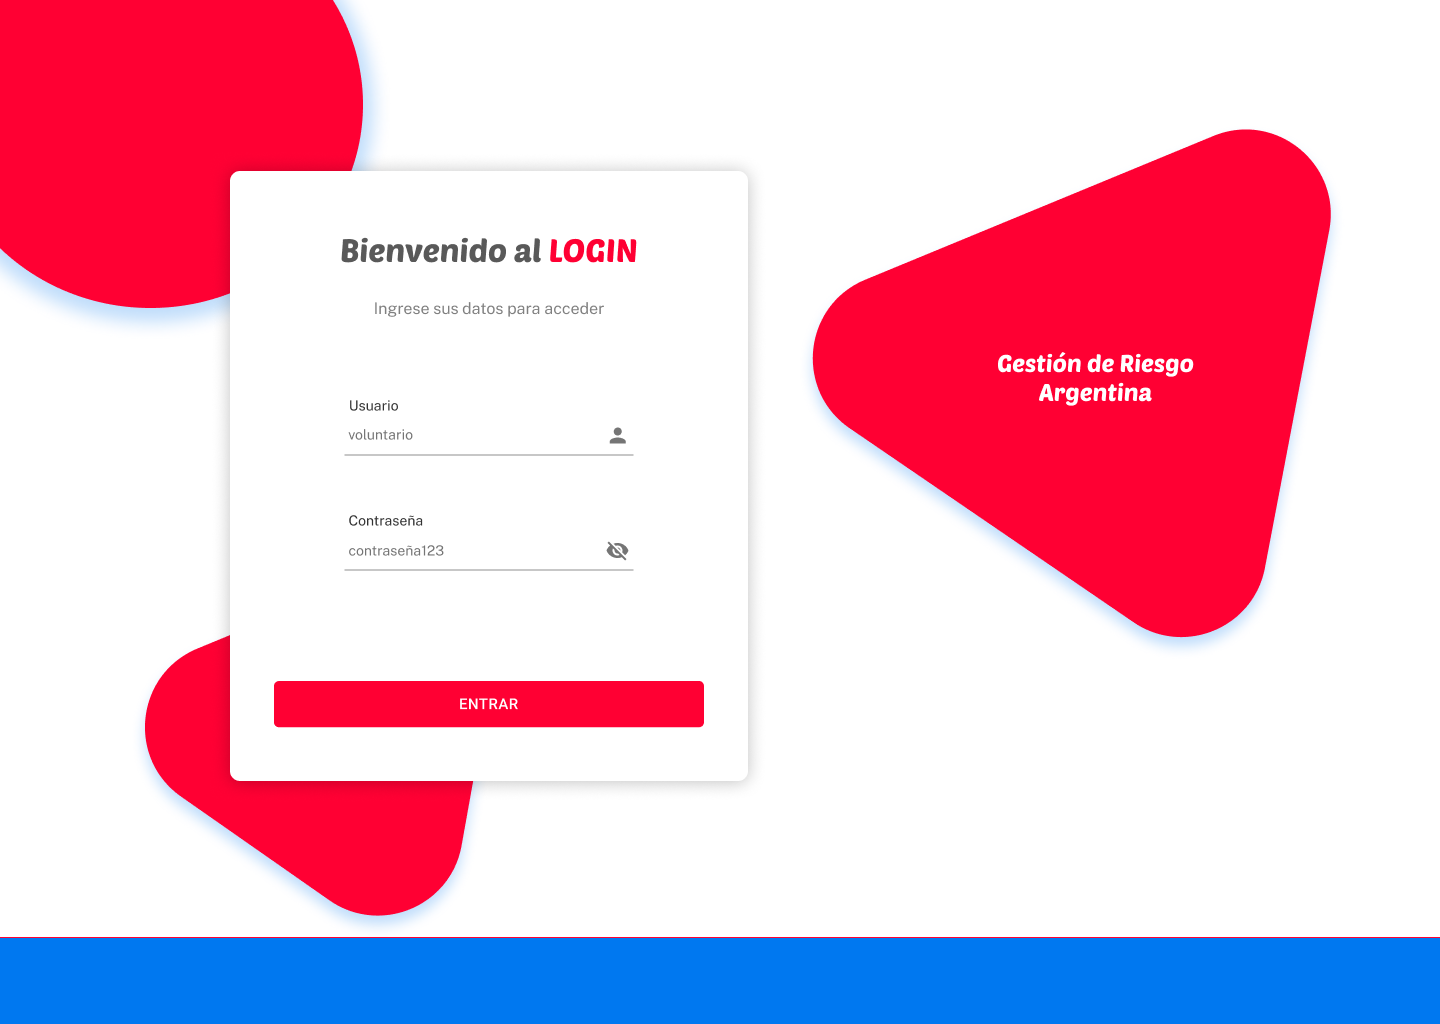 Bienvenido al LOGIN
Ingrese sus datos para acceder
Usuario
voluntario
Contraseña
contraseña123
ENTRAR
Gestión de Riesgo
Argentina